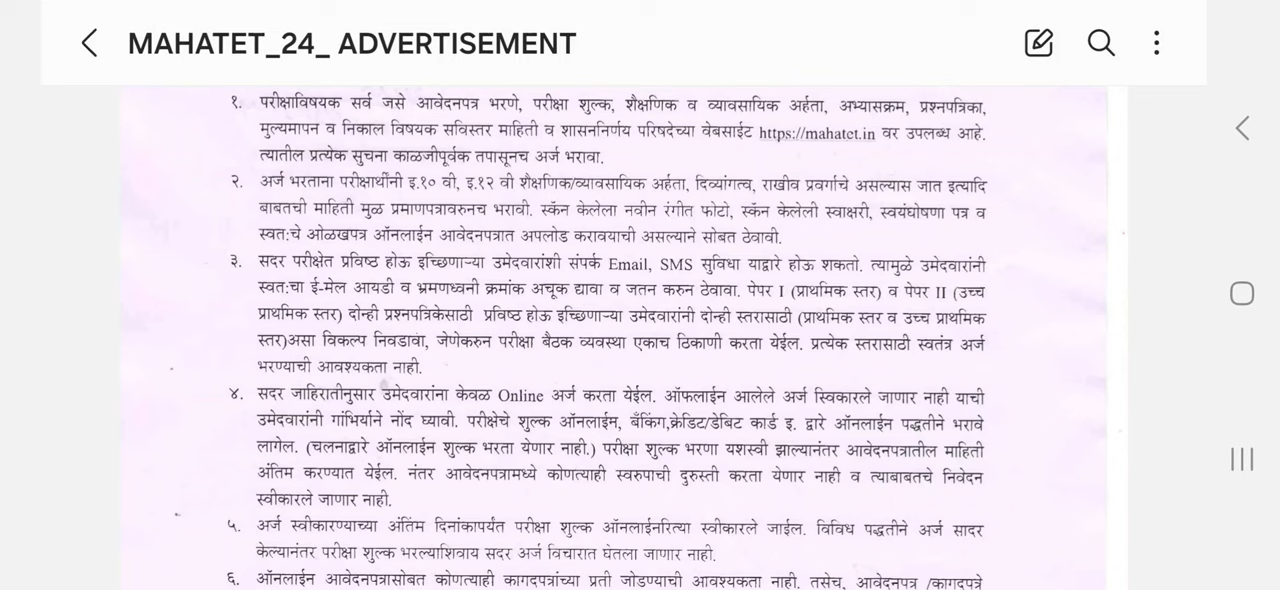 MAHATET_24_ ADVERTISEMENT
१. परीक्षाविषयक सर्व जसे आवेदनपत्र भरणे, परीक्षा शुल्क, शैक्षणिक व व्यावसायिक अर्हता, अभ्यासक्रम, प्रश्नपत्रिका,
मुल्यमापन व निकाल विषयक सविस्तर माहिती व शासननिर्णय परिषदेच्या वेबसाईट https://mahatet.in वर उपलब्ध आहे.
त्यातील प्रत्येक सुचना काळजीपूर्वक तपासूनच अर्ज भरावा.
२. अर्ज भरताना परीक्षार्थींनी इ.१० वी, इ.१२ वी शैक्षणिक/व्यावसायिक अर्हता, दिव्यांगत्व, राखीव प्रवर्गाचे असल्यास जात इत्यादि
बाबतची माहिती मुळ प्रमाणपत्रावरुनच भरावी. स्कॅन केलेला नवीन रंगीत फोटो, स्कॅन केलेली स्वाक्षरी, स्वयंघोषणा पत्र व
स्वत:चे ओळखपत्र ऑनलाईन आवेदनपत्रात अपलोड करावयाची असल्याने सोबत ठेवावी.
३. सदर परीक्षेत प्रविष्ठ होऊ इच्छिणाऱ्या उमेदवारांशी संपर्क Email, SMS सुविधा याद्वारे होऊ शकतो. त्यामुळे उमेदवारांनी
स्वत:चा ई-मेल आयडी व भ्रमणध्वनी क्रमांक अचूक द्यावा व जतन करुन ठेवावा. पेपर I (प्राथमिक स्तर) व पेपर II (उच्च
प्राथमिक स्तर) दोन्ही प्रश्नपत्रिकेसाठी प्रविष्ठ होऊ इच्छिणाऱ्या उमेदवारांनी दोन्ही स्तरासाठी (प्राथमिक स्तर व उच्च प्राथमिक
स्तर)असा विकल्प निवडावा, जेणेकरुन परीक्षा बैठक व्यवस्था एकाच ठिकाणी करता येईल. प्रत्येक स्तरासाठी स्वतंत्र अर्ज
भरण्याची आवश्यकता नाही.
४. सदर जाहिरातीनुसार उमेदवारांना केवळ Online अर्ज करता येईल. ऑफलाईन आलेले अर्ज स्विकारले जाणार नाही याची
उमेदवारांनी गांभिर्याने नोंद घ्यावी. परीक्षेचे शुल्क ऑनलाईम, बँकिंग,क्रेडिट/डेबिट कार्ड इ. द्वारे ऑनलाईन पद्धतीने भरावे
लागेल. (चलनाद्वारे ऑनलाईन शुल्क भरता येणार नाही.) परीक्षा शुल्क भरणा यशस्वी झाल्यानंतर आवेदनपत्रातील माहिती
अंतिम करण्यात येईल. नंतर आवेदनपत्रामध्ये कोणत्याही स्वरुपाची दुरुस्ती करता येणार नाही व त्याबाबतचे निवेदन
स्वीकारले जाणार नाही.
५. अर्ज स्वीकारण्याच्या अंतिम दिनांकापर्यंत परीक्षा शुल्क ऑनलाईनरित्या स्वीकारले जाईल. विविध पद्धतीने अर्ज सादर
केल्यानंतर परीक्षा शुल्क भरल्याशिवाय सदर अर्ज विचारात घेतला जाणार नाही.
६. ऑनलाईन आवेदनपत्रासोबत कोणत्याही कागदपत्रांच्या प्रती जोडण्याची आवश्यकता नाही. तसेच, आवेदनपत्र /कागदपत्रे